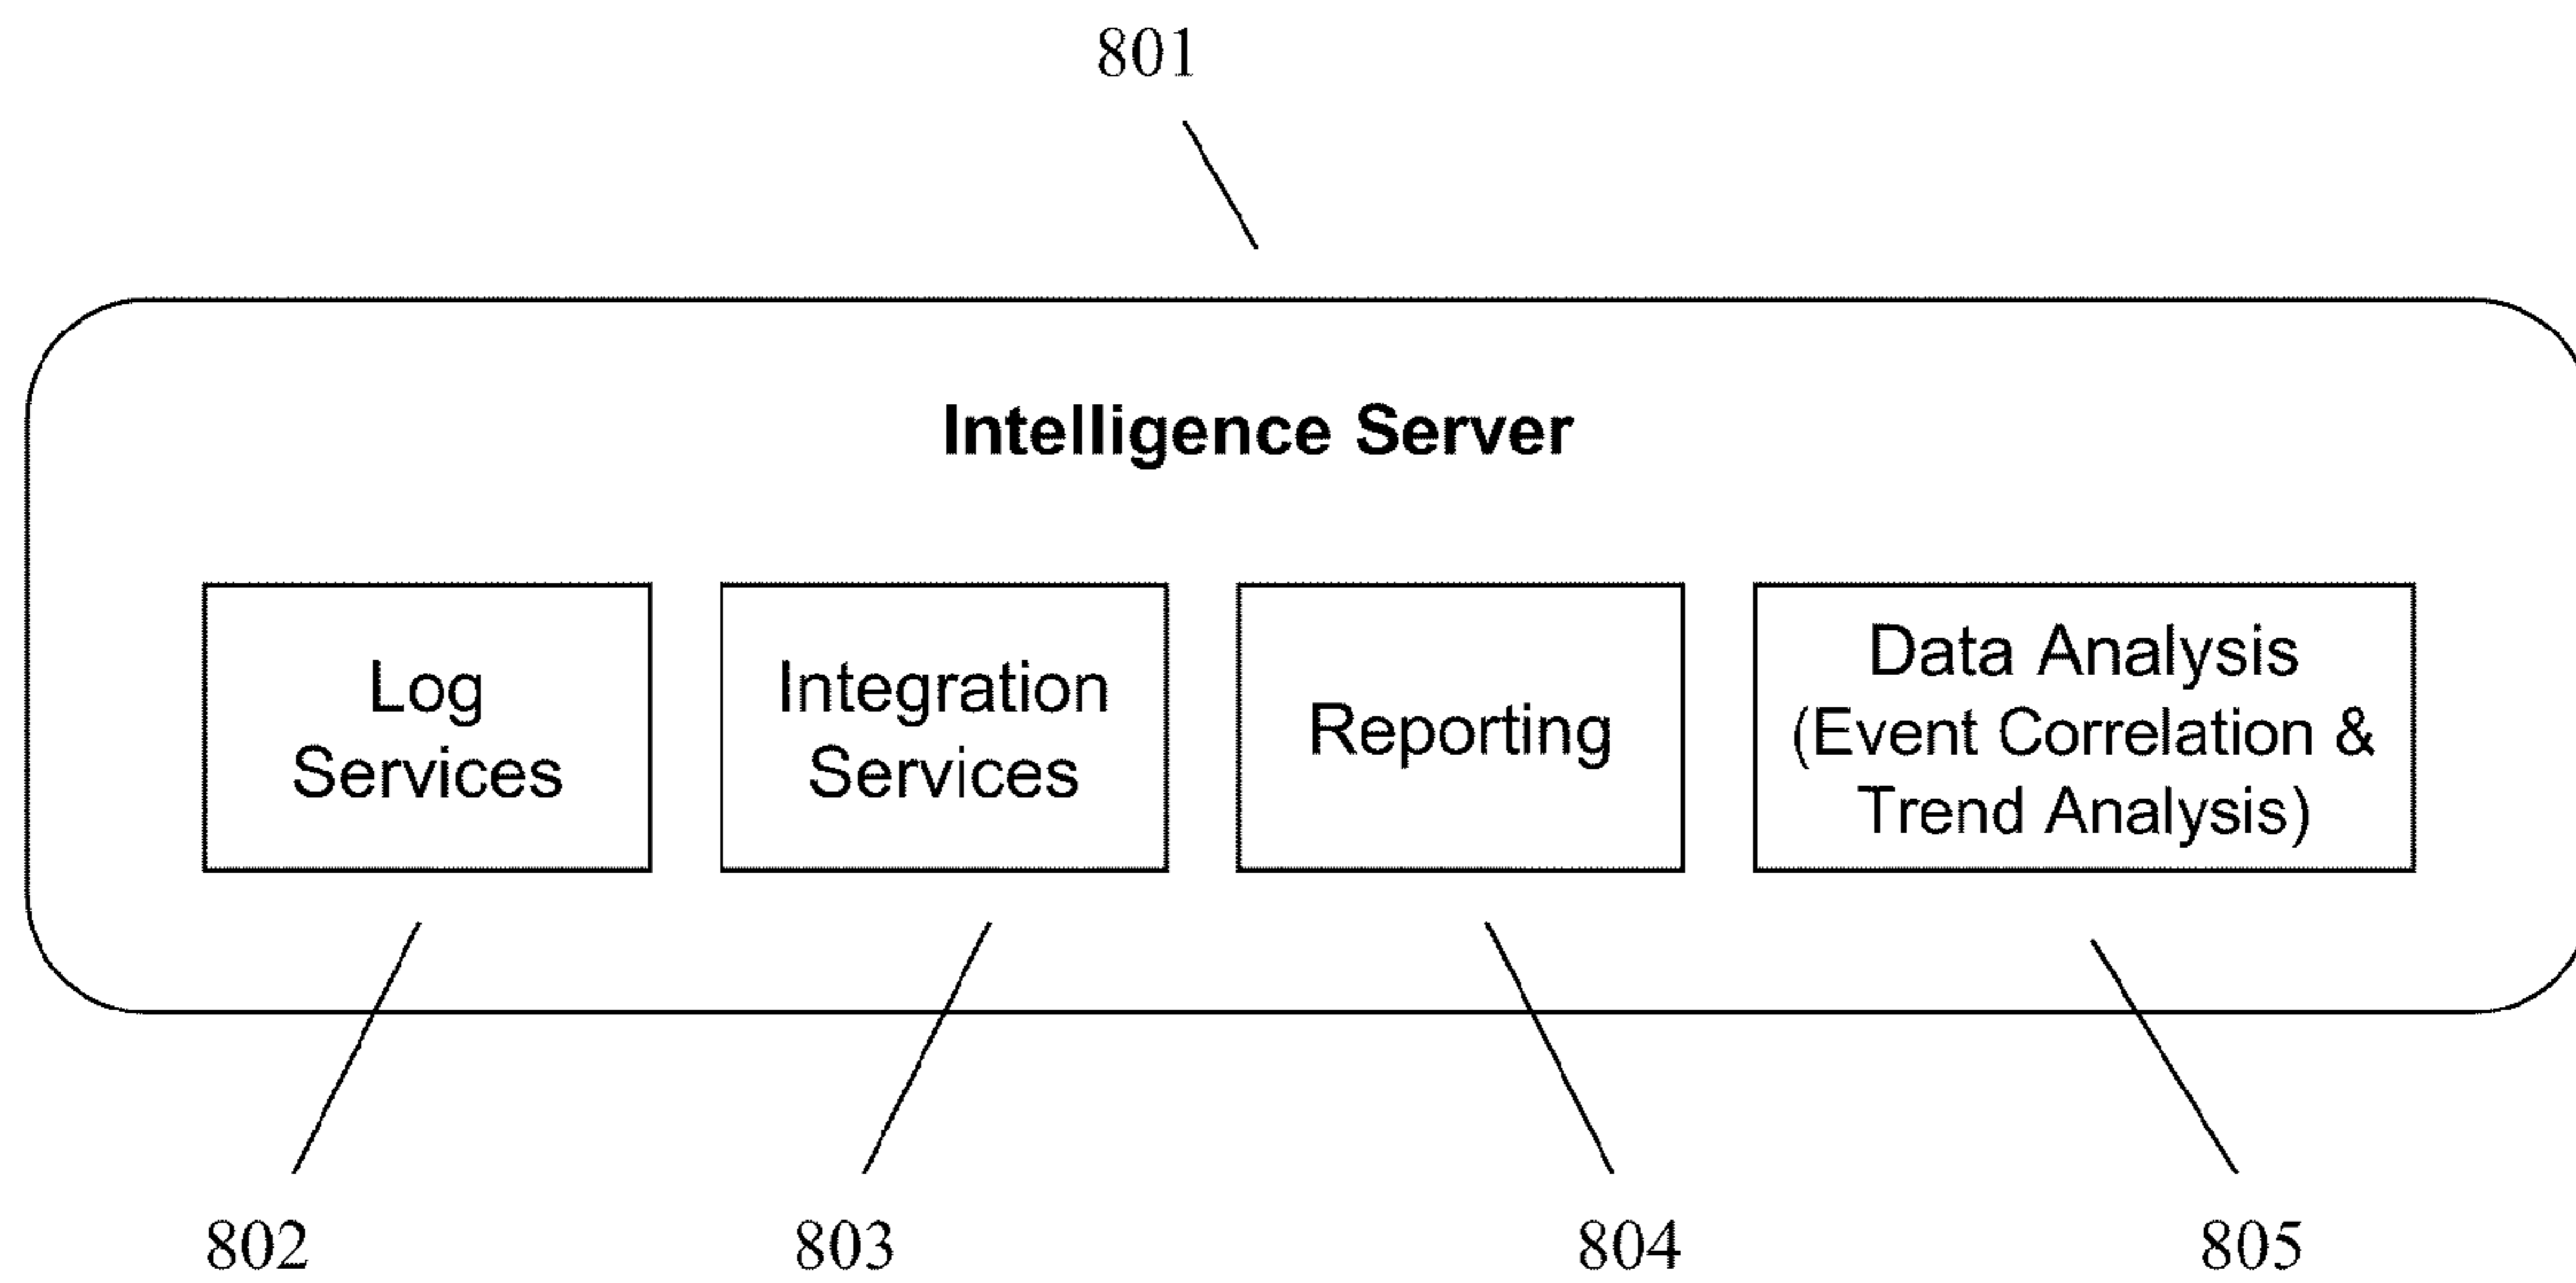 801
Intelligence Server
Log
Services
Integration
Services
Reporting
Data Analysis
(Event Correlation &
Trend Analysis)
802
803
804
805